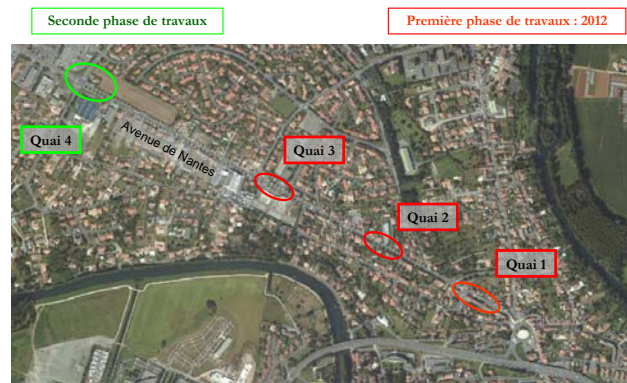 Seconde phase de travaux
Première phase de travaux : 2012
Quai 4
Avenue de Nantes
Quai 3
Quai 2
Quai 1